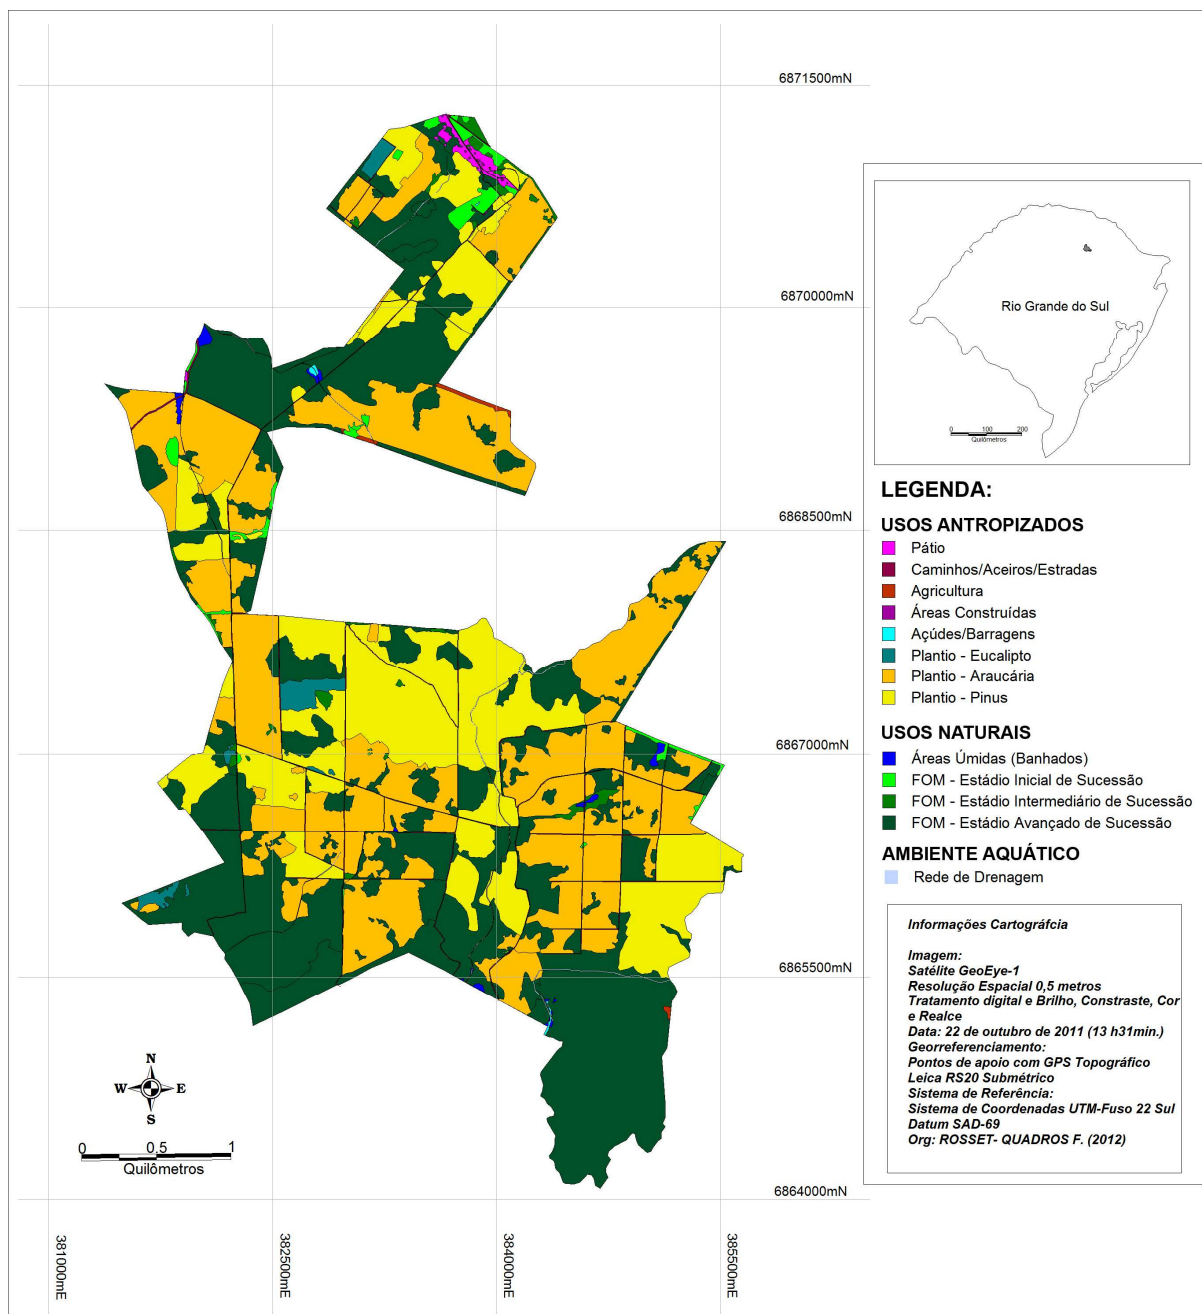 6871500mN
6870000mN
6868500mN
6867000mN
6865500mN
6864000mN
381000mE
382500mE
384000mE
385500mE
N
W
E
S
0
0.5
1
Quilômetros
Rio Grande do Sul
0
100
200
Quilômetros
LEGENDA:
USOS ANTROPIZADOS
Pátio
Caminhos/Aceiros/Estradas
Agricultura
Áreas Construídas
Açúdes/Barragens
Plantio - Eucalipto
Plantio - Araucária
Plantio - Pinus
USOS NATURAIS
Áreas Úmidas (Banhados)
FOM - Estádio Inicial de Sucessão
FOM - Estádio Intermediário de Sucessão
FOM - Estádio Avançado de Sucessão
AMBIENTE AQUÁTICO
Rede de Drenagem
Informações Cartográfcia
Imagem:
Satélite GeoEye-1
Resolução Espacial 0,5 metros
Tratamento digital e Brilho, Constraste, Cor
e Realce
Data: 22 de outubro de 2011 (13 h31min.)
Georreferenciamento:
Pontos de apoio com GPS Topográfico
Leica RS20 Submétrico
Sistema de Referência:
Sistema de Coordenadas UTM-Fuso 22 Sul
Datum SAD-69
Org: ROSSET- QUADROS F. (2012)